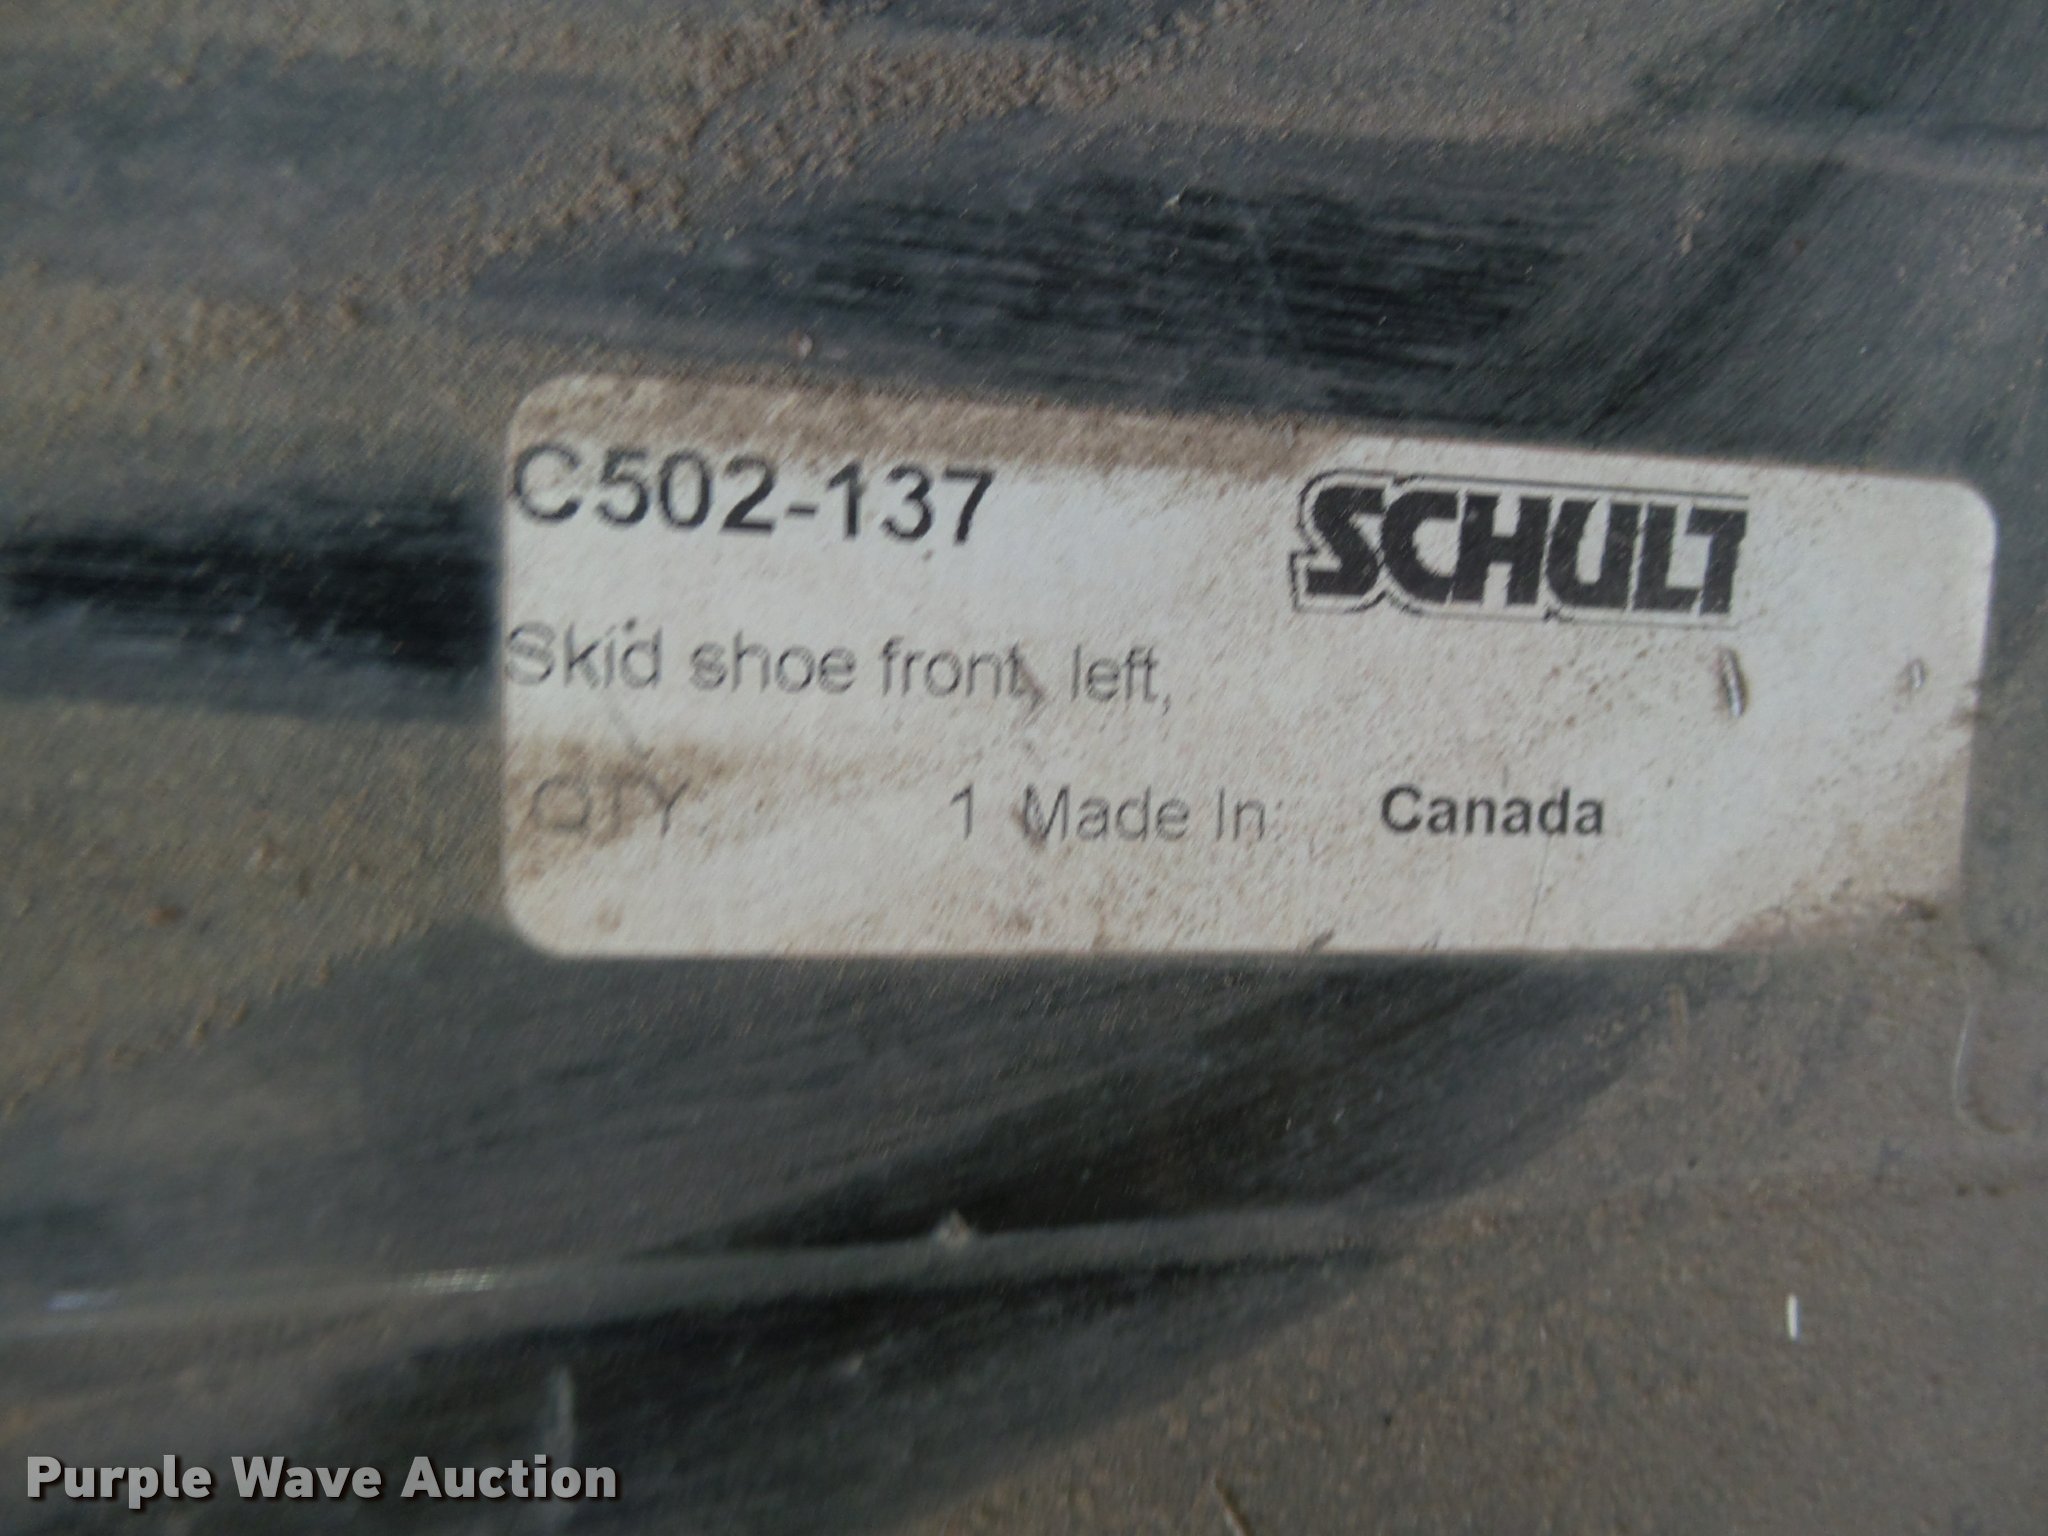 C502-137
SCHULT
Skid shoe front, left,
QTY 1 Made In: Canada
Purple Wave Auction